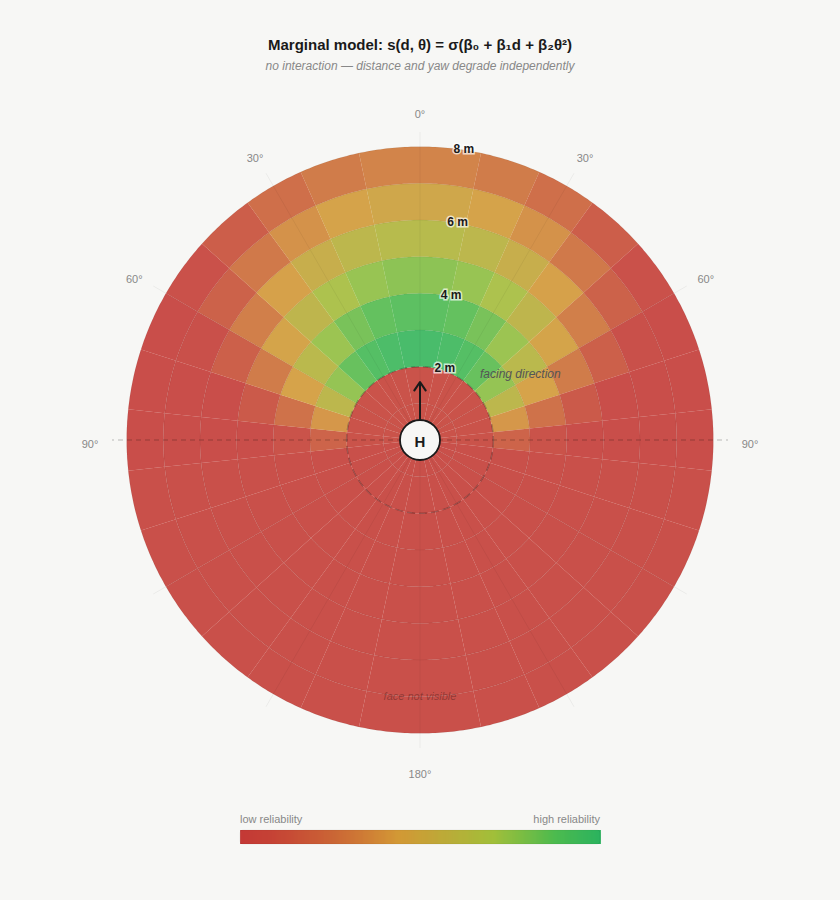 Marginal model: s(d, θ) = σ(β₀ + β₁d + β₂θ²)
no interaction — distance and yaw degrade independently
0°
8 m
30°
30°
6 m
60°
60°
4 m
2 m
facing direction
H
90°
90°
face not visible
180°
low reliability
high reliability